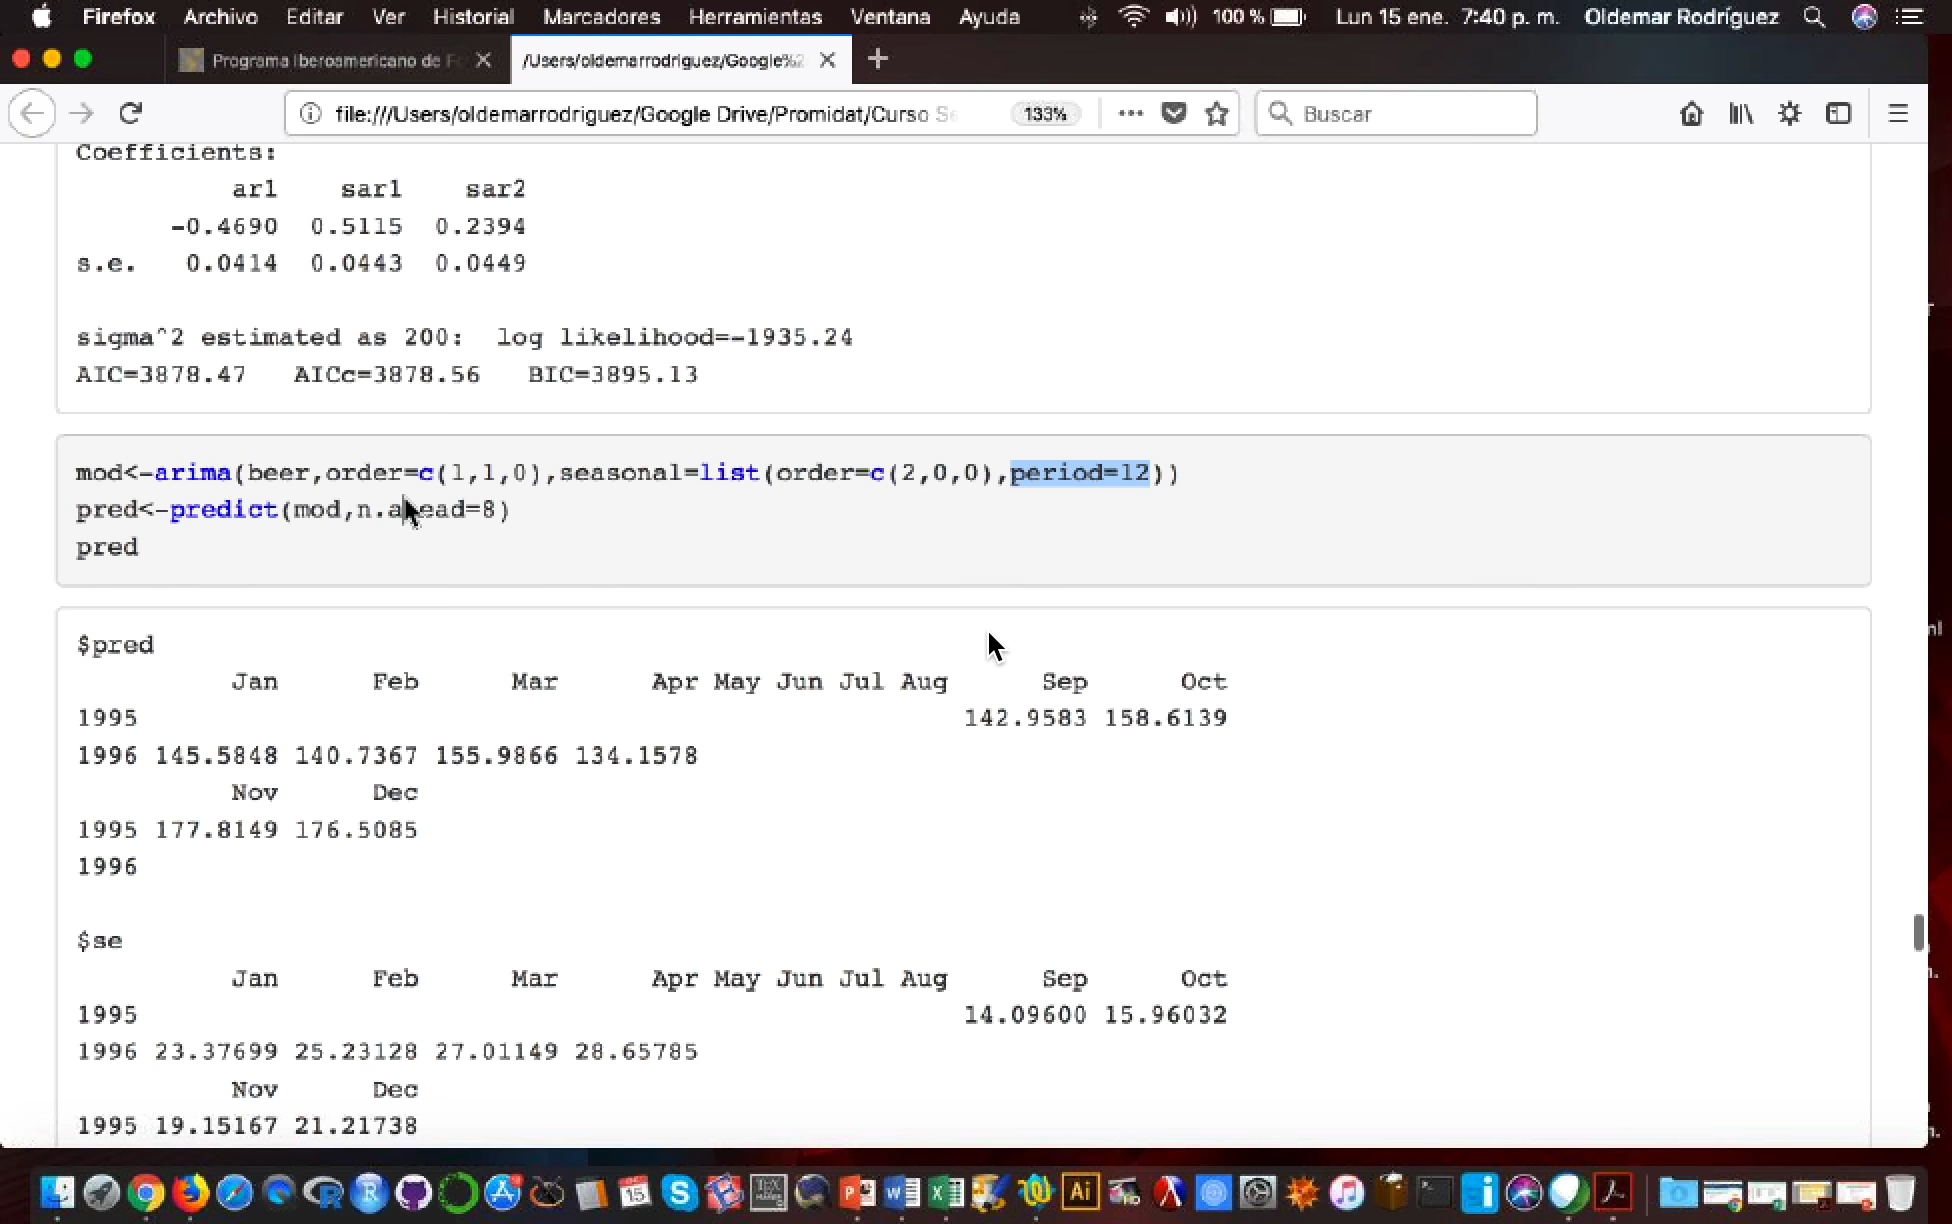 Firefox Archivo Editar Ver Historial Marcadores Herramientas Ventana Ayuda 100 % Lun 15 ene. 7:40 p. m. Oldemar Rodríguez
Programa Iberoamericano de /Users/oldemarrodriguez/Google%2
file:///Users/oldemarrodriguez/Google Drive/Promidat/Curso 133% Buscar
Coefficients:
ar1 sar1 sar2
-0.4690 0.5115 0.2394
s.e. 0.0414 0.0443 0.0449
sigma^2 estimated as 200: log likelihood=-1935.24
AIC=3878.47 AICc=3878.56 BIC=3895.13
mod<-arima(beer,order=c(1,1,0),seasonal=list(order=c(2,0,0),period=12))
pred<-predict(mod,n.ahead=8)
pred
$pred
Jan Feb Mar Apr May Jun Jul Aug Sep Oct
1995 142.9583 158.6139
1996 145.5848 140.7367 155.9866 134.1578
Nov Dec
1995 177.8149 176.5085
1996
$se
Jan Feb Mar Apr May Jun Jul Aug Sep Oct
1995 14.09600 15.96032
1996 23.37699 25.23128 27.01149 28.65785
Nov Dec
1995 19.15167 21.21738
15 Ai